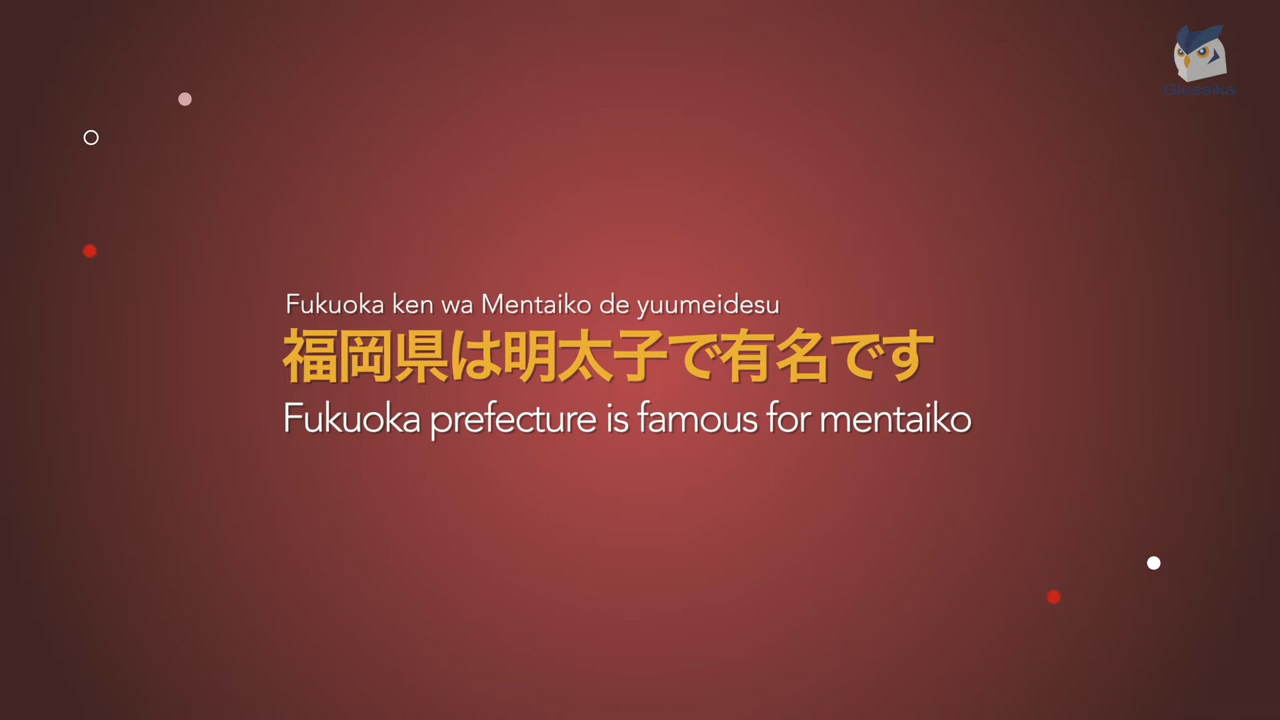 Fukuoka ken wa Mentaiko de yuumeidesu
福岡県は明太子で有名です
Fukuoka prefecture is famous for mentaiko